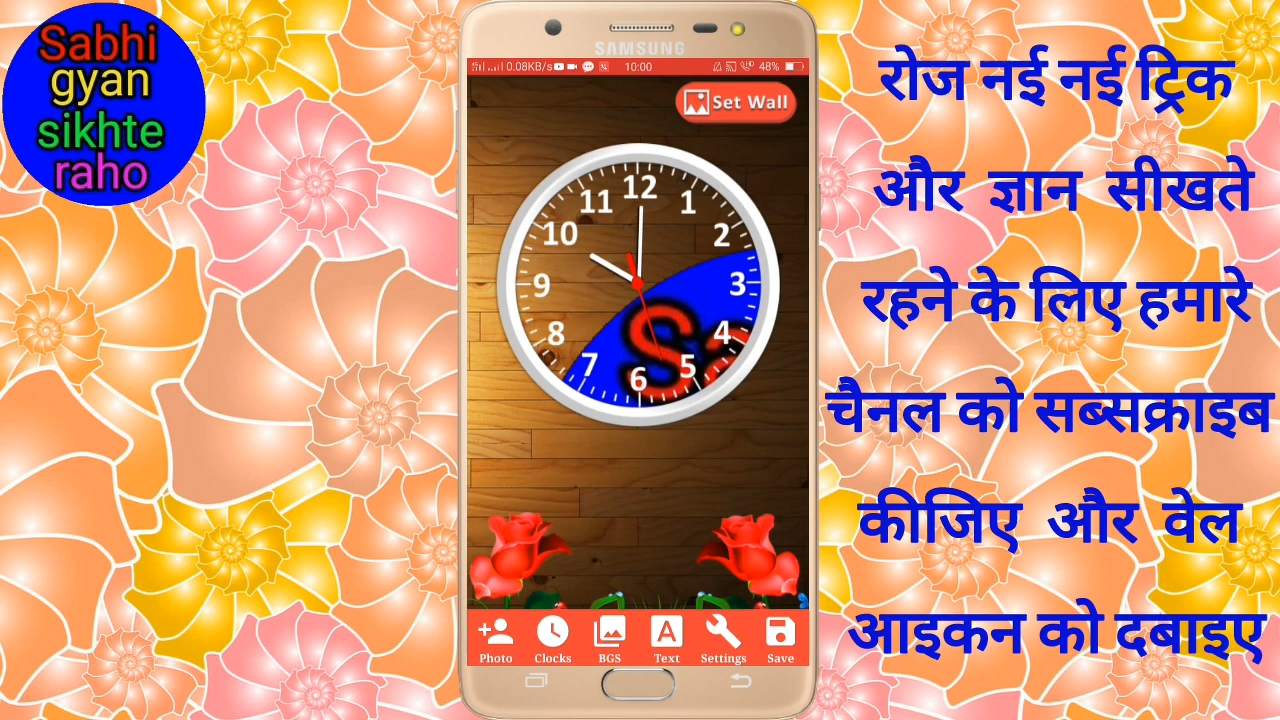 Sabhi
gyan
sikhte
raho
SAMSUNG
0.08KB/s 10:00 48%
Set Wall
12
11 1
10 2
9 3
8 4
7 5
6
Photo Clocks BGS Text Settings Save
रोज नई नई ट्रिक
और ज्ञान सीखते
रहने के लिए हमारे
चैनल को सब्सक्राइब
कीजिए और वेल
आइकन को दबाइए